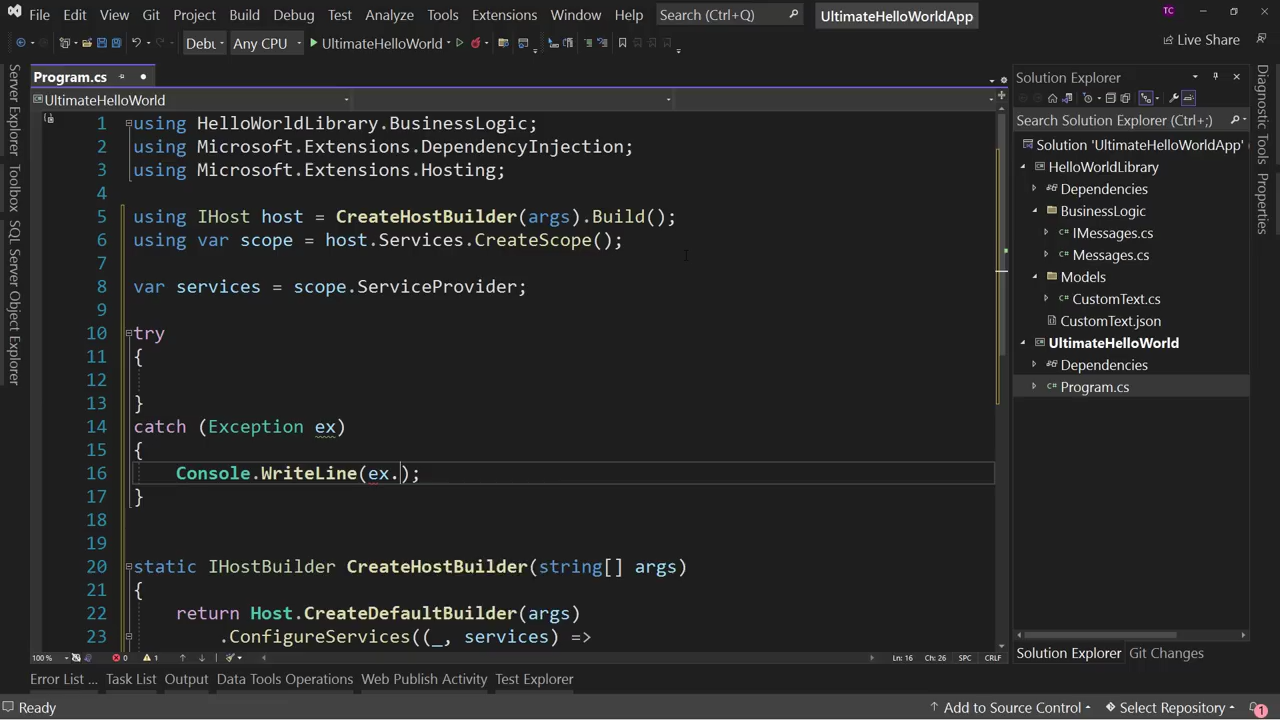 File Edit View Git Project Build Debug Test Analyze Tools Extensions Window Help Search (Ctrl+Q) UltimateHelloWorldApp TC
Debu Any CPU UltimateHelloWorld Live Share
Program.cs
UltimateHelloWorld
1 using HelloWorldLibrary.BusinessLogic;
2 using Microsoft.Extensions.DependencyInjection;
3 using Microsoft.Extensions.Hosting;
4
5 using IHost host = CreateHostBuilder(args).Build();
6 using var scope = host.Services.CreateScope();
7
8 var services = scope.ServiceProvider;
9
10 try
11 {
12
13 }
14 catch (Exception ex)
15 {
16 Console.WriteLine(ex.);
17 }
18
19
20 static IHostBuilder CreateHostBuilder(string[] args)
21 {
22 return Host.CreateDefaultBuilder(args)
23 .ConfigureServices((_, services) =>
100 % 0 1 Ln: 16 Ch: 26 SPC CRLF
Server Explorer
Toolbox
SQL Server Object Explorer
Solution Explorer
Search Solution Explorer (Ctrl+;)
Solution 'UltimateHelloWorldApp'
HelloWorldLibrary
Dependencies
BusinessLogic
IMessages.cs
Messages.cs
Models
CustomText.cs
CustomText.json
UltimateHelloWorld
Dependencies
Program.cs
Solution Explorer Git Changes
Diagnostic Tools
Properties
Error List ... Task List Output Data Tools Operations Web Publish Activity Test Explorer
Ready Add to Source Control Select Repository 1